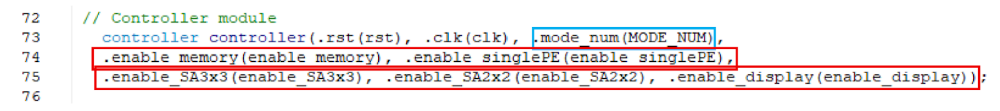 72 // Controller module
73 controller controller(.rst(rst), .clk(clk), .mode_num(MODE_NUM),
74 .enable_memory(enable_memory), .enable_singlePE(enable_singlePE),
75 .enable_SA3x3(enable_SA3x3), .enable_SA2x2(enable_SA2x2), .enable_display(enable_display));
76